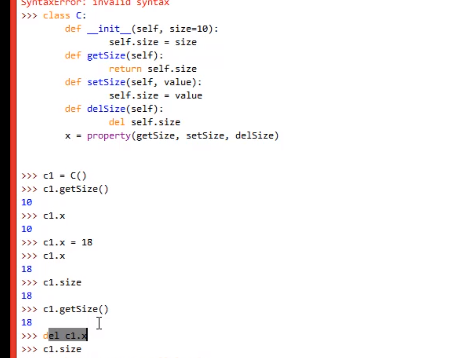 SyntaxError: invalid syntax
>>> class C:
        def __init__(self, size=10):
                self.size = size
        def getSize(self):
                return self.size
        def setSize(self, value):
                self.size = value
        def delSize(self):
                del self.size
        x = property(getSize, setSize, delSize)
>>> c1 = C()
>>> c1.getSize()
10
>>> c1.x
10
>>> c1.x = 18
>>> c1.x
18
>>> c1.size
18
>>> c1.getSize()
18
>>> del c1.x
>>> c1.size